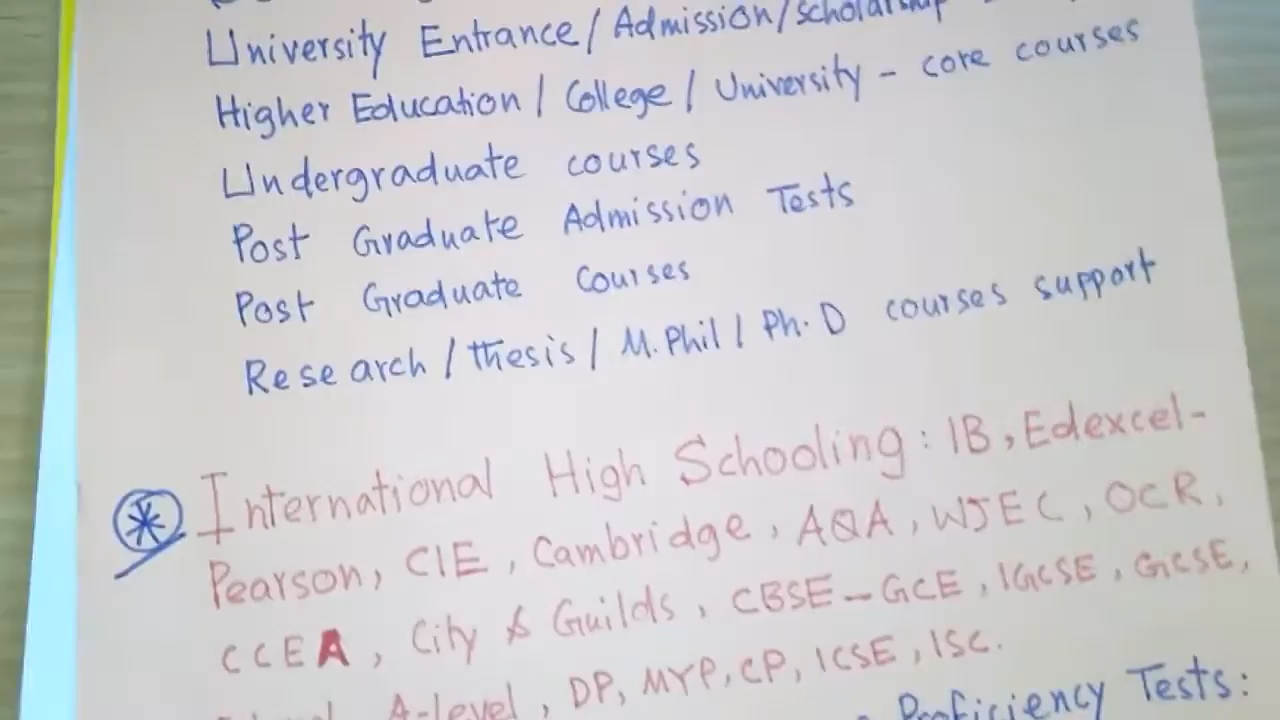 University Entrance/Admission/Scholarship
Higher Education/College/University - core courses
Undergraduate courses
Post Graduate Admission Tests
Post Graduate Courses
Research/thesis/M.Phil/Ph.D courses support
International High Schooling: IB, Edexcel-
Pearson, CIE, Cambridge, AQA, WJEC, OCR,
CCEA, City & Guilds, CBSE-GCE, IGCSE, GCSE,
A-level, DP, MYP, CP, ICSE, ISC.
Proficiency Tests: